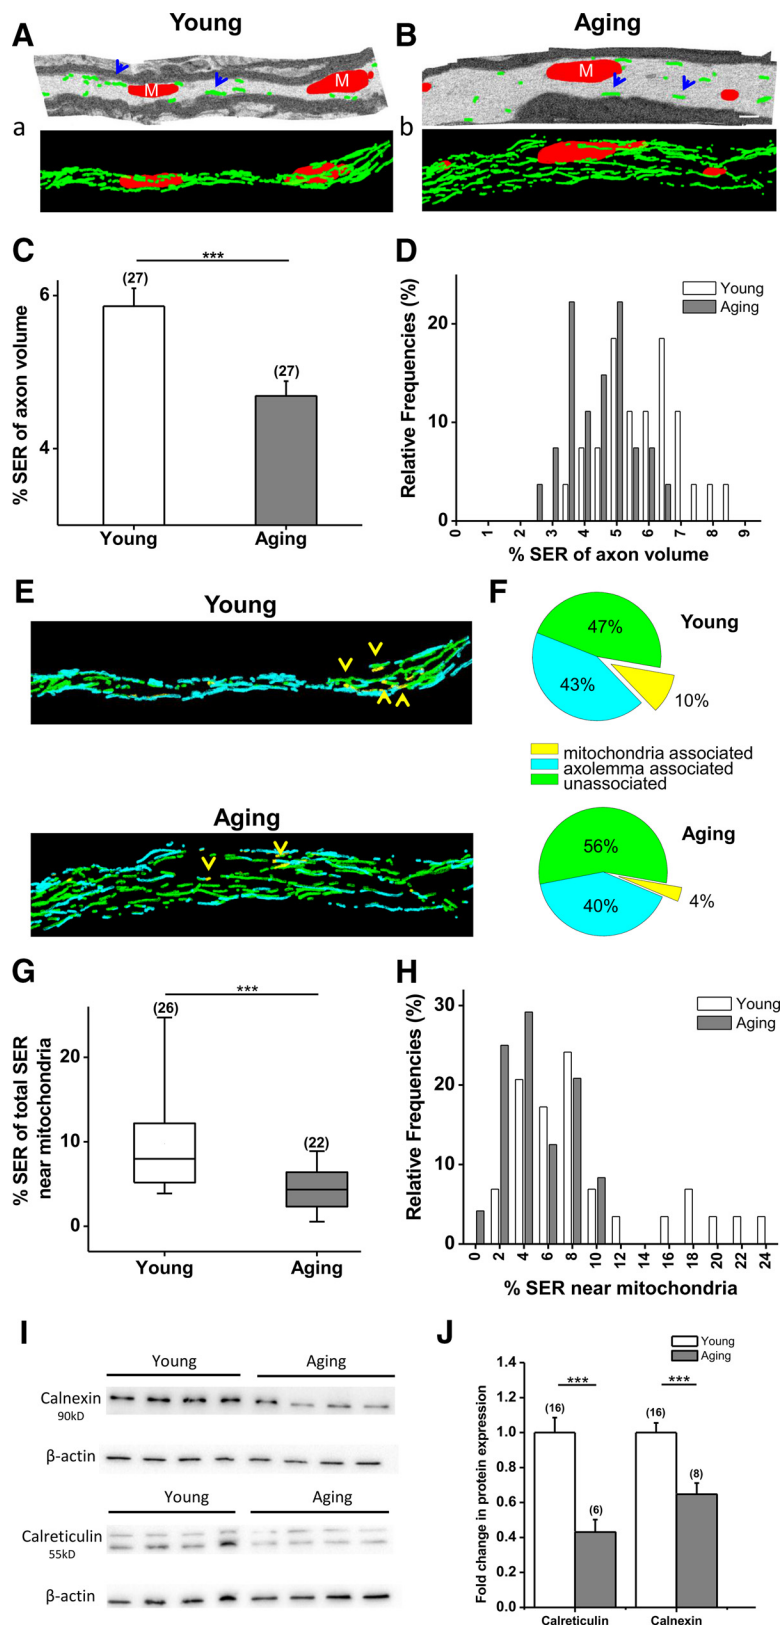 Young
Aging
A
B
M
M
M
a
b
C
***
(27)
(27)
6
4
% SER of axon volume
Young
Aging
D
Young
Aging
Relative Frequencies (%)
20
10
0
0
1
2
3
4
5
6
7
8
9
% SER of axon volume
E
Young
Aging
F
47%
43%
10%
Young
mitochondria associated
axolemma associated
unassociated
Aging
56%
40%
4%
G
***
(26)
(22)
20
10
0
% SER of total SER
near mitochondria
Young
Aging
H
Young
Aging
Relative Frequencies (%)
30
20
10
0
0
2
4
6
8
10
12
14
16
18
20
22
24
% SER near mitochondria
I
Young
Aging
Calnexin
90kD
β-actin
Young
Aging
Calreticulin
55kD
β-actin
J
Young
Aging
Fold change in protein expression
1.4
1.2
1.0
0.8
0.6
0.4
0.2
0.0
***
***
(16)
(6)
(16)
(8)
Calreticulin
Calnexin